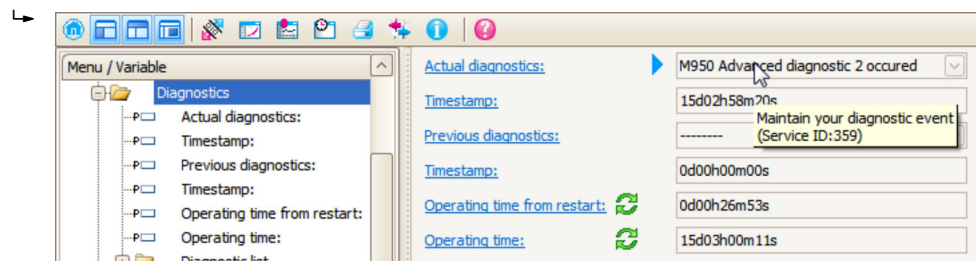 Menu / Variable
Diagnostics
Actual diagnostics:
Timestamp:
Previous diagnostics:
Timestamp:
Operating time from restart:
Operating time:
Diagnostic list
Actual diagnostics:
M950 Advanced diagnostic 2 occured
Timestamp:
15d02h58m20s
Maintain your diagnostic event
(Service ID:359)
Previous diagnostics:
--------
Timestamp:
0d00h00m00s
Operating time from restart:
0d00h26m53s
Operating time:
15d03h00m11s